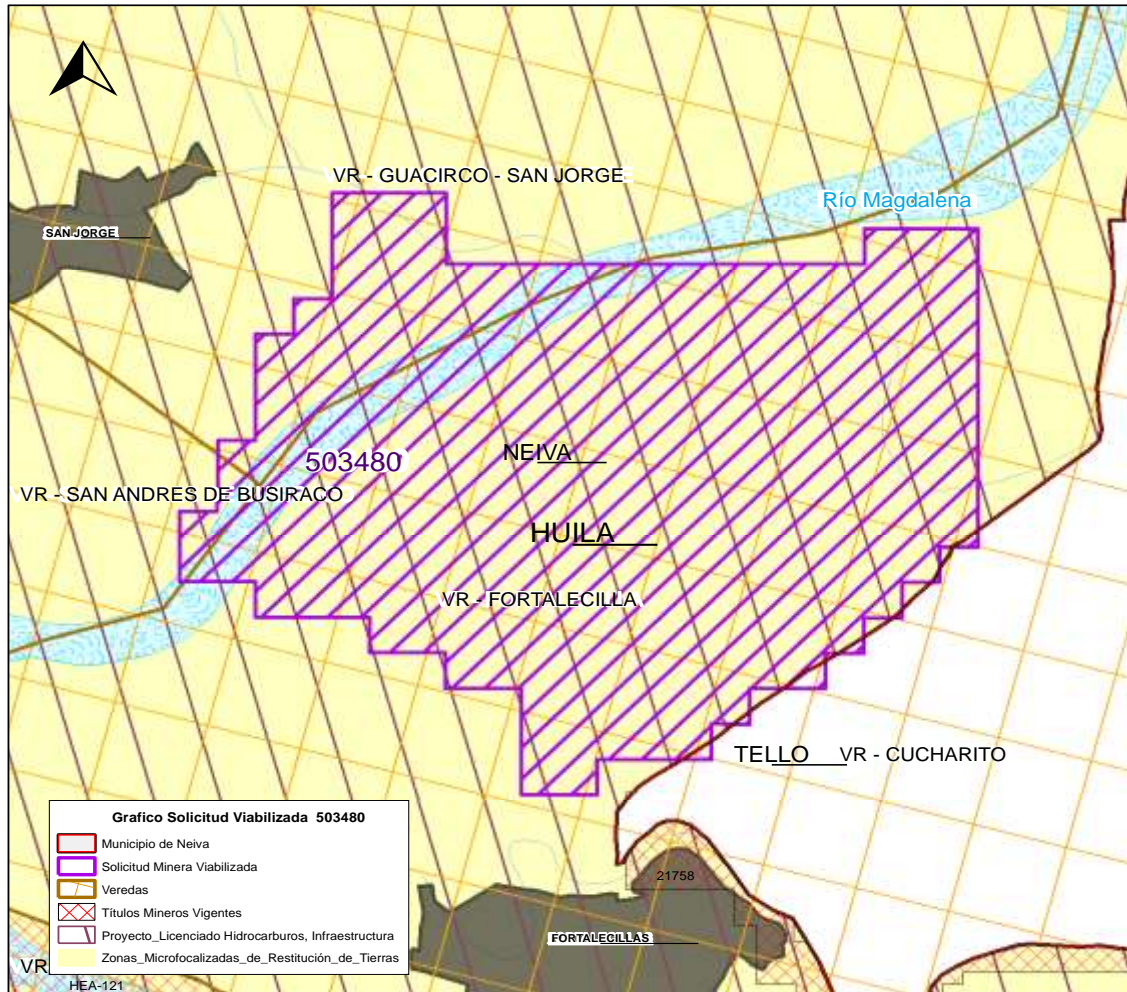 VR - GUACIRCO - SAN JORGE
Río Magdalena
SAN JORGE
NEIVA
503480
VR - SAN ANDRES DE BUSIRACO
HUILA
VR - FORTALECILLA
TELLO
VR - CUCHARITO
Grafico Solicitud Viabilizada 503480
Municipio de Neiva
Solicitud Minera Viabilizada
Veredas
Títulos Mineros Vigentes
Proyecto_Licenciado Hidrocarburos, Infraestructura
Zonas_Microfocalizadas_de_Restitución_de_Tierras
21758
FORTALECILLAS
VR
HEA-121